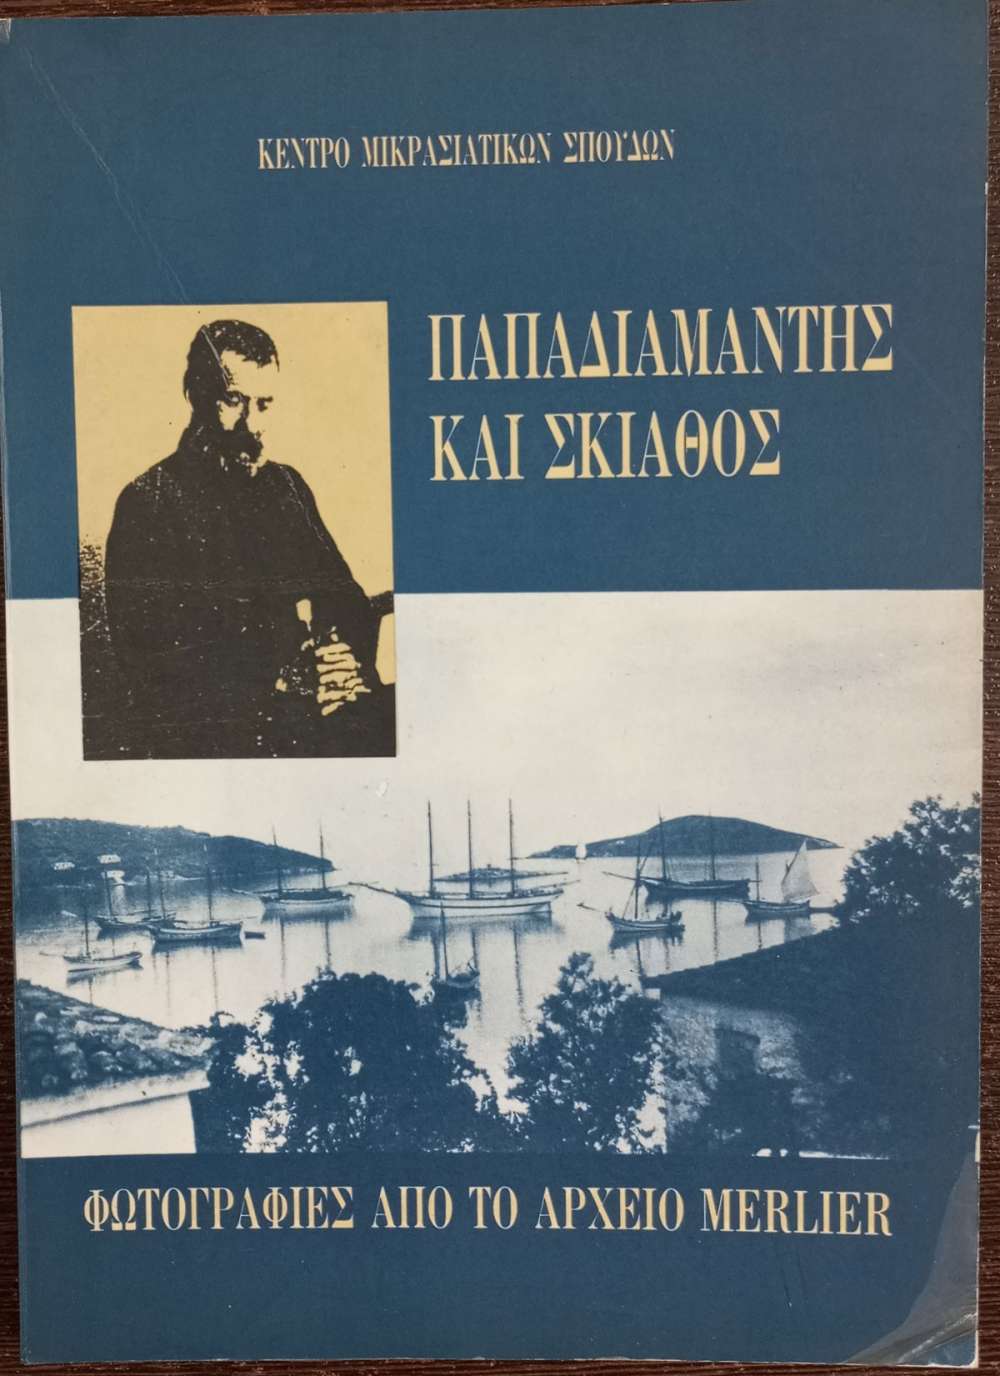 ΚΕΝΤΡΟ ΜΙΚΡΑΣΙΑΤΙΚΩΝ ΣΠΟΥΔΩΝ
ΠΑΠΑΔΙΑΜΑΝΤΗΣ
ΚΑΙ ΣΚΙΑΘΟΣ
ΦΩΤΟΓΡΑΦΙΕΣ ΑΠΟ ΤΟ ΑΡΧΕΙΟ MERLIER